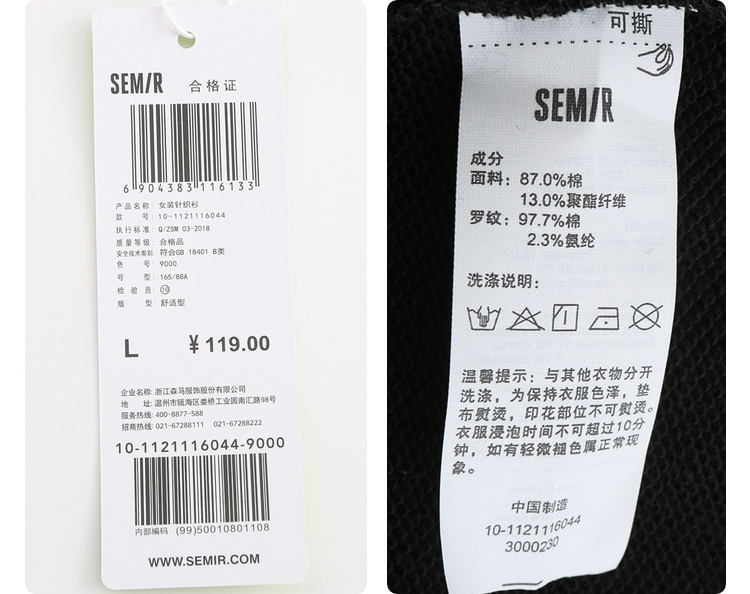 SEMIR 合格证
6 904383 116133
产品名称: 女装针织衫
款 号: 10-1121116044
执行标准: Q/ZSM 03-2018
质量等级: 合格品
安全技术类别: 符合GB 18401 B类
色 号: 9000
号 型: 165/88A
检 验 员: 10
版 型: 舒适型
L ¥119.00
企业名称: 浙江森马服饰股份有限公司
地 址: 温州市瓯海区娄桥工业园南汇路98号
服务热线: 400-8877-588
招商热线: 021-67288111 021-67288222
10-1121116044-9000
内部编码 (99)50010801108
WWW.SEMIR.COM
可撕
SEMIR
成分
面料: 87.0%棉
13.0%聚酯纤维
罗纹: 97.7%棉
2.3%氨纶
洗涤说明:
温馨提示: 与其他衣物分开
洗涤, 为保持衣服色泽, 垫
布熨烫, 印花部位不可熨烫。
衣服浸泡时间不可超过10分
钟, 如有轻微褪色属正常现
象。
中国制造
10-1121116044
3000230